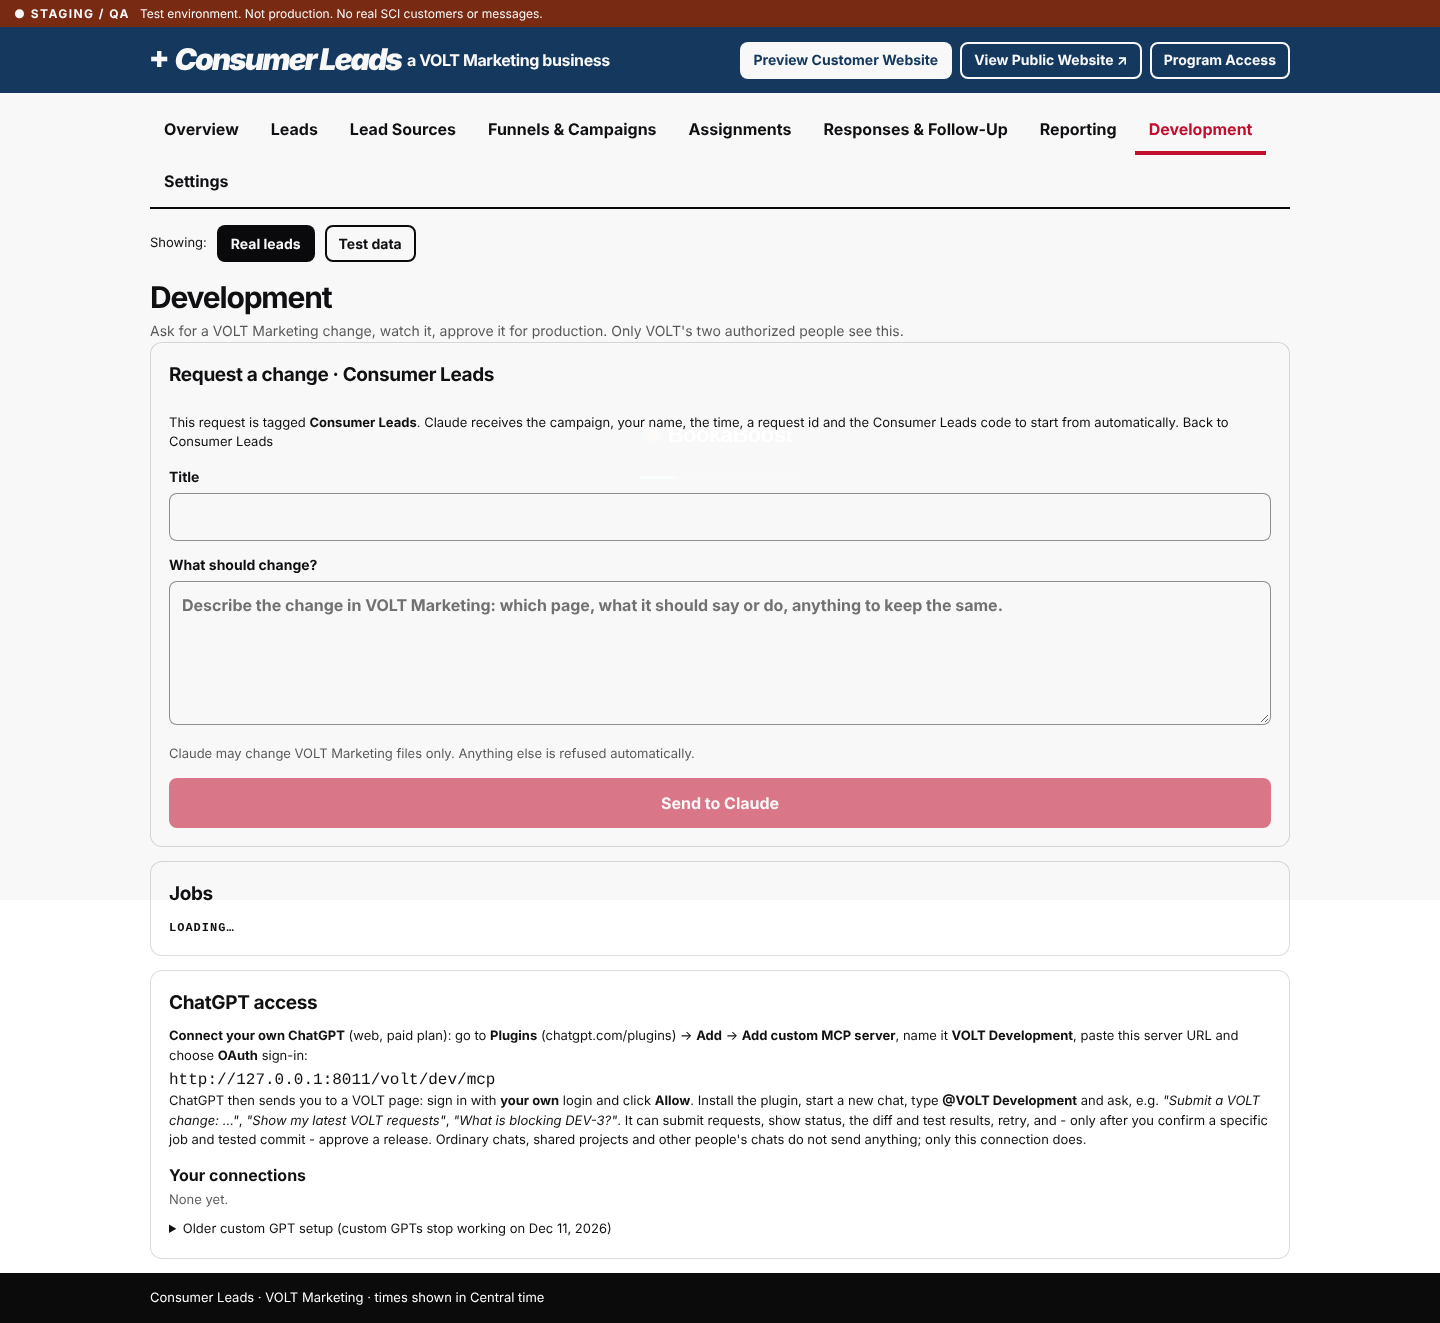 STAGING / QA Test environment. Not production. No real SCI customers or messages.
+ ConsumerLeads a VOLT Marketing business
Preview Customer Website
View Public Website ↗
Program Access
Overview Leads Lead Sources Funnels & Campaigns Assignments Responses & Follow-Up Reporting Development
Settings
Showing: Real leads Test data
Development
Ask for a VOLT Marketing change, watch it, approve it for production. Only VOLT's two authorized people see this.
Request a change · Consumer Leads
This request is tagged Consumer Leads. Claude receives the campaign, your name, the time, a request id and the Consumer Leads code to start from automatically. Back to
Consumer Leads
BookaBoost
Title
What should change?
Describe the change in VOLT Marketing: which page, what it should say or do, anything to keep the same.
Claude may change VOLT Marketing files only. Anything else is refused automatically.
Send to Claude
Jobs
LOADING…
ChatGPT access
Connect your own ChatGPT (web, paid plan): go to Plugins (chatgpt.com/plugins) → Add → Add custom MCP server, name it VOLT Development, paste this server URL and
choose OAuth sign-in:
http://127.0.0.1:8011/volt/dev/mcp
ChatGPT then sends you to a VOLT page: sign in with your own login and click Allow. Install the plugin, start a new chat, type @VOLT Development and ask, e.g. "Submit a VOLT
change: ...", "Show my latest VOLT requests", "What is blocking DEV-3?". It can submit requests, show status, the diff and test results, retry, and - only after you confirm a specific
job and tested commit - approve a release. Ordinary chats, shared projects and other people's chats do not send anything; only this connection does.
Your connections
None yet.
▶ Older custom GPT setup (custom GPTs stop working on Dec 11, 2026)
Consumer Leads · VOLT Marketing · times shown in Central time